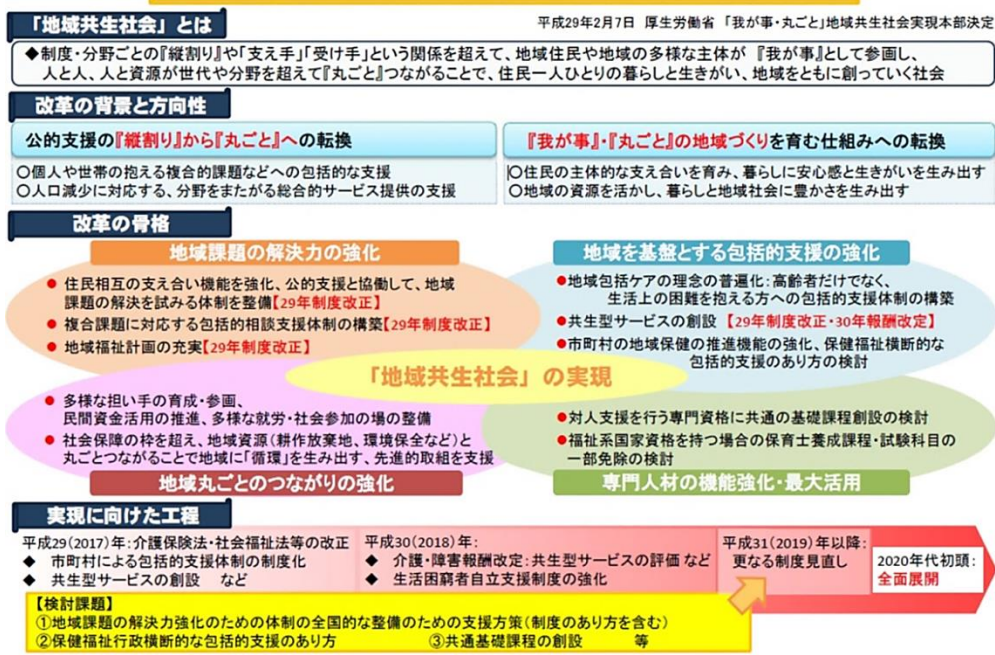 「地域共生社会」とは
平成29年2月7日 厚生労働省 「我が事・丸ごと」地域共生社会実現本部決定
◆制度・分野ごとの『縦割り』や「支え手」「受け手」という関係を超えて、地域住民や地域の多様な主体が 『我が事』として参画し、
人と人、人と資源が世代や分野を超えて『丸ごと』つながることで、住民一人ひとりの暮らしと生きがい、地域をともに創っていく社会
改革の背景と方向性
公的支援の『縦割り』から『丸ごと』への転換
○個人や世帯の抱える複合的課題などへの包括的な支援
○人口減少に対応する、分野をまたがる総合的サービス提供の支援
『我が事』・『丸ごと』の地域づくりを育む仕組みへの転換
○住民の主体的な支え合いを育み、暮らしに安心感と生きがいを生み出す
○地域の資源を活かし、暮らしと地域社会に豊かさを生み出す
改革の骨格
地域課題の解決力の強化
● 住民相互の支え合い機能を強化、公的支援と協働して、地域
課題の解決を試みる体制を整備【29年制度改正】
● 複合課題に対応する包括的相談支援体制の構築【29年制度改正】
● 地域福祉計画の充実【29年制度改正】
地域を基盤とする包括的支援の強化
●地域包括ケアの理念の普遍化:高齢者だけでなく、
生活上の困難を抱える方への包括的支援体制の構築
●共生型サービスの創設 【29年制度改正・30年報酬改定】
●市町村の地域保健の推進機能の強化、保健福祉横断的な
包括的支援のあり方の検討
「地域共生社会」の実現
● 多様な担い手の育成・参画、
民間資金活用の推進、多様な就労・社会参加の場の整備
● 社会保障の枠を超え、地域資源(耕作放棄地、環境保全など)と
丸ごとつながることで地域に「循環」を生み出す、先進的取組を支援
地域丸ごとのつながりの強化
●対人支援を行う専門資格に共通の基礎課程創設の検討
●福祉系国家資格を持つ場合の保育士養成課程・試験科目の
一部免除の検討
専門人材の機能強化・最大活用
実現に向けた工程
平成29(2017)年:介護保険法・社会福祉法等の改正
◆ 市町村による包括的支援体制の制度化
◆ 共生型サービスの創設 など
平成30(2018)年:
◆ 介護・障害報酬改定:共生型サービスの評価 など
◆ 生活困窮者自立支援制度の強化
平成31(2019)年以降:
更なる制度見直し
2020年代初頭:
全面展開
【検討課題】
①地域課題の解決力強化のための体制の全国的な整備のための支援方策(制度のあり方を含む)
②保健福祉行政横断的な包括的支援のあり方 ③共通基礎課程の創設 等